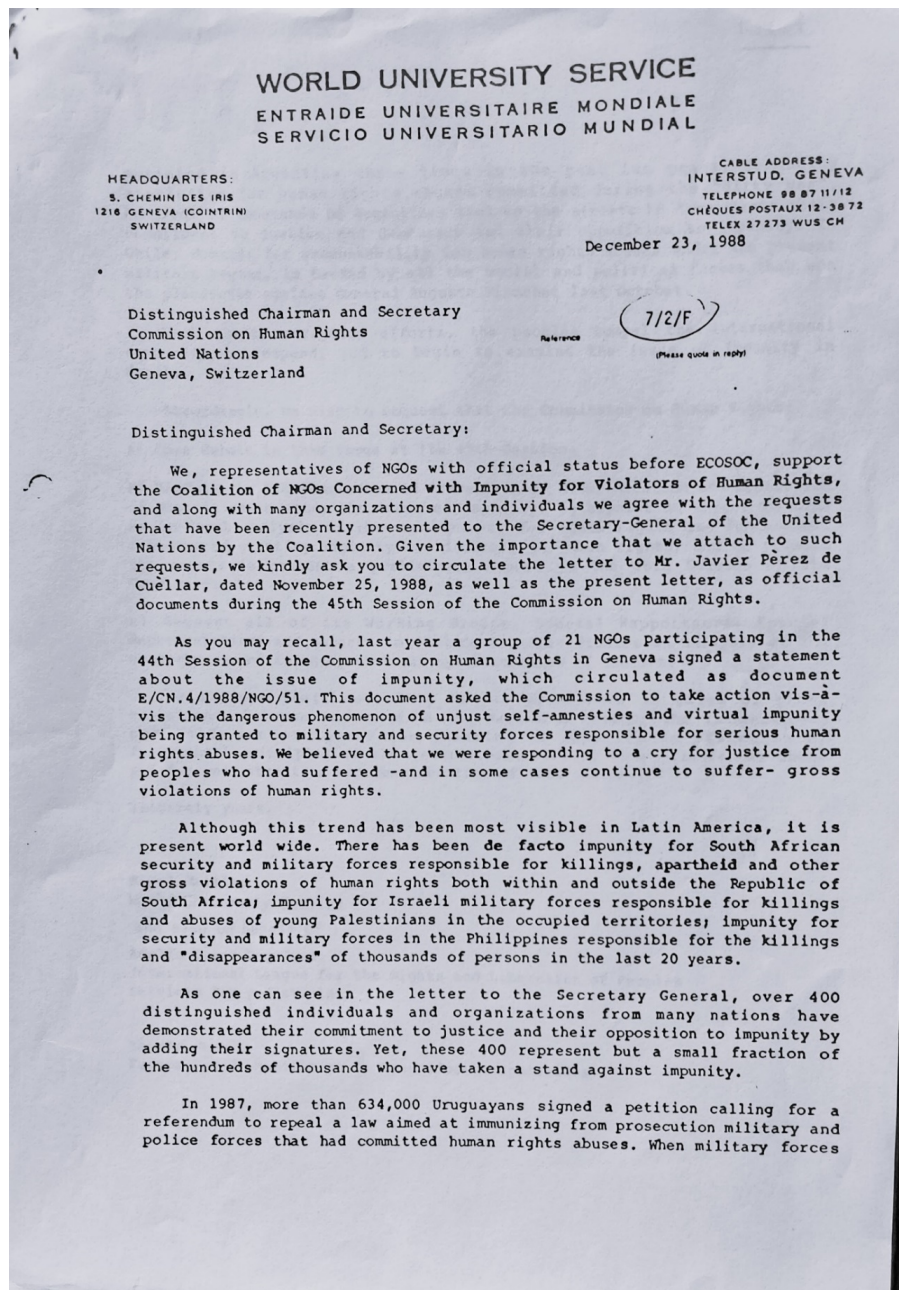 WORLD UNIVERSITY SERVICE
ENTRAIDE UNIVERSITAIRE MONDIALE
SERVICIO UNIVERSITARIO MUNDIAL
HEADQUARTERS:
5. CHEMIN DES IRIS
1216 GENEVA (COINTRIN)
SWITZERLAND
CABLE ADDRESS:
INTERSTUD, GENEVA
TELEPHONE 98 87 11/12
CHÈQUES POSTAUX 12-3872
TELEX 27273 WUS CH
December 23, 1988
Distinguished Chairman and Secretary
Commission on Human Rights
United Nations
Geneva, Switzerland
Reference
7/2/F
(Please quote in reply)
Distinguished Chairman and Secretary:
We, representatives of NGOs with official status before ECOSOC, support
the Coalition of NGOs Concerned with Impunity for Violators of Human Rights,
and along with many organizations and individuals we agree with the requests
that have been recently presented to the Secretary-General of the United
Nations by the Coalition. Given the importance that we attach to such
requests, we kindly ask you to circulate the letter to Mr. Javier Pèrez de
Cuèllar, dated November 25, 1988, as well as the present letter, as official
documents during the 45th Session of the Commission on Human Rights.
As you may recall, last year a group of 21 NGOs participating in the
44th Session of the Commission on Human Rights in Geneva signed a statement
about the issue of impunity, which circulated as document
E/CN.4/1988/NGO/51. This document asked the Commission to take action vis-à-
vis the dangerous phenomenon of unjust self-amnesties and virtual impunity
being granted to military and security forces responsible for serious human
rights abuses. We believed that we were responding to a cry for justice from
peoples who had suffered -and in some cases continue to suffer- gross
violations of human rights.
Although this trend has been most visible in Latin America, it is
present world wide. There has been de facto impunity for South African
security and military forces responsible for killings, apartheid and other
gross violations of human rights both within and outside the Republic of
South Africa; impunity for Israeli military forces responsible for killings
and abuses of young Palestinians in the occupied territories; impunity for
security and military forces in the Philippines responsible for the killings
and "disappearances" of thousands of persons in the last 20 years.
As one can see in the letter to the Secretary General, over 400
distinguished individuals and organizations from many nations have
demonstrated their commitment to justice and their opposition to impunity by
adding their signatures. Yet, these 400 represent but a small fraction of
the hundreds of thousands who have taken a stand against impunity.
In 1987, more than 634,000 Uruguayans signed a petition calling for a
referendum to repeal a law aimed at immunizing from prosecution military and
police forces that had committed human rights abuses. When military forces